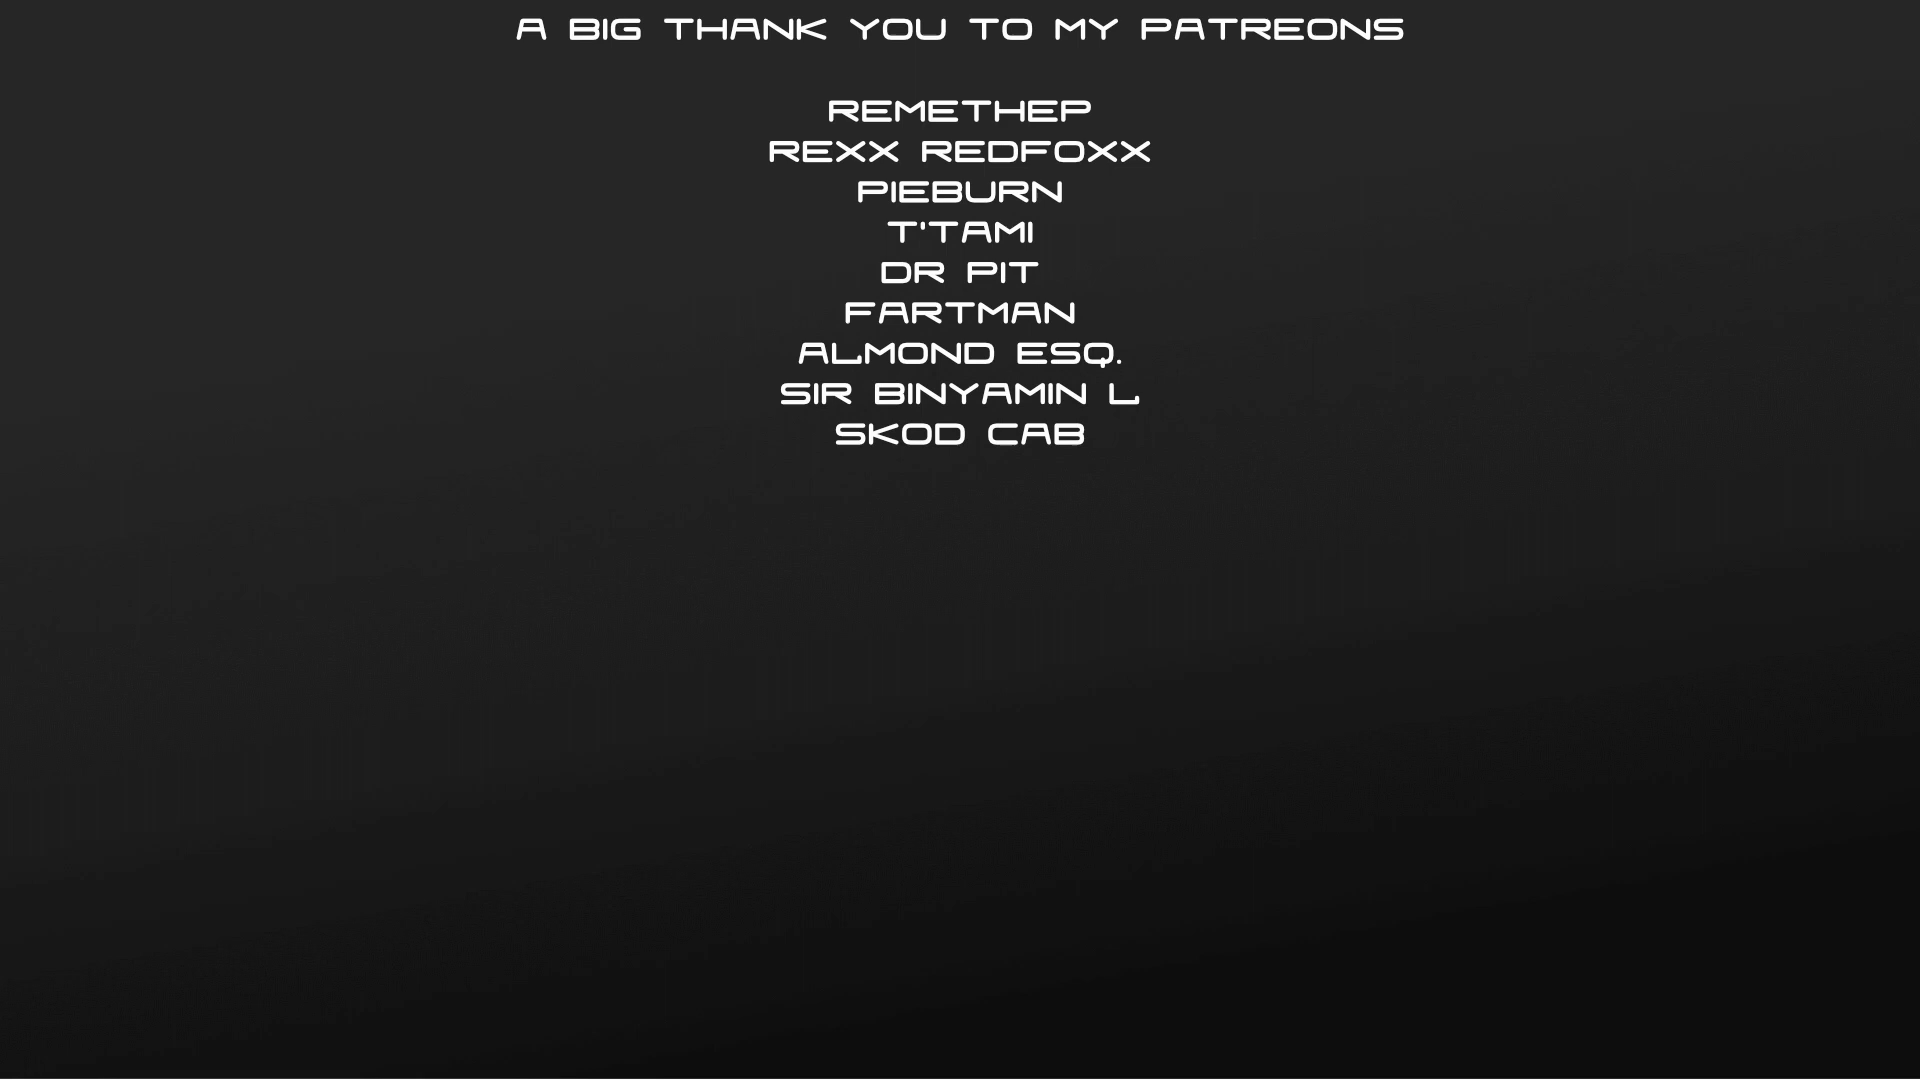 A BIG THANK YOU TO MY PATREONS
REMETHEP
REXX REDFOXX
PIEBURN
T'TAMI
DR PIT
FARTMAN
ALMOND ESQ.
SIR BINYAMIN L
SKOD CAB